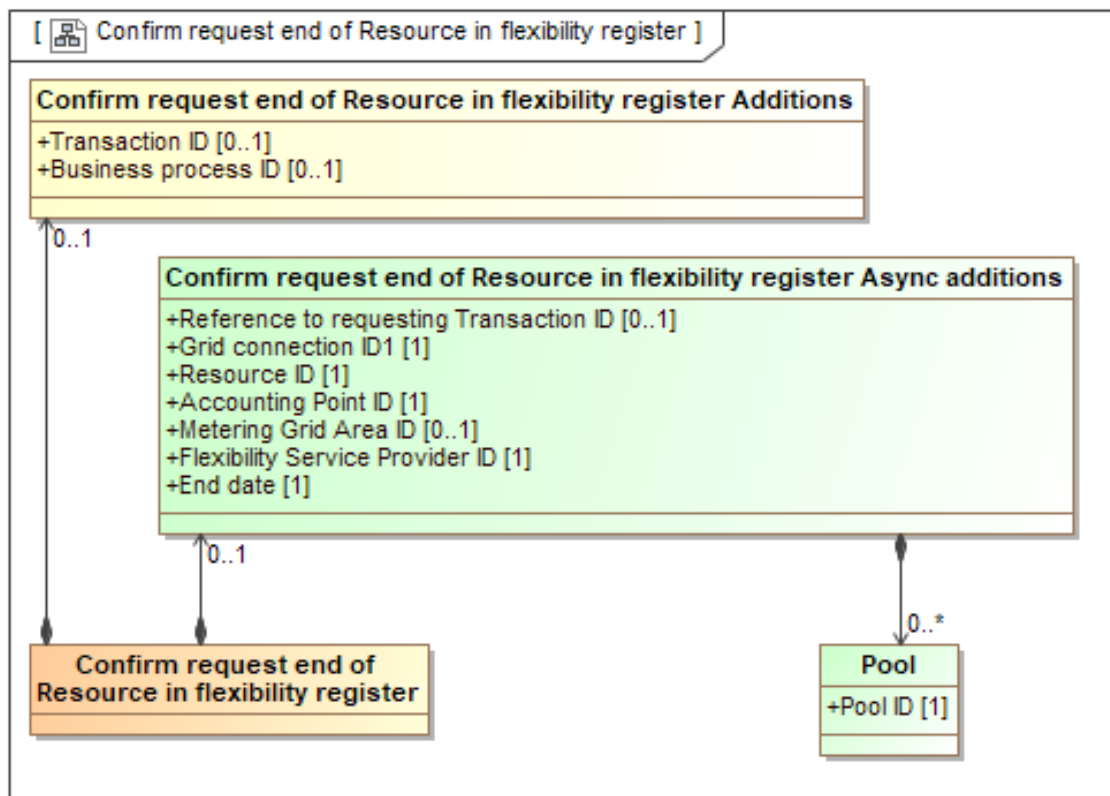 [ Confirm request end of Resource in flexibility register ]
Confirm request end of Resource in flexibility register Additions
+Transaction ID [0..1]
+Business process ID [0..1]
0..1
Confirm request end of Resource in flexibility register Async additions
+Reference to requesting Transaction ID [0..1]
+Grid connection ID1 [1]
+Resource ID [1]
+Accounting Point ID [1]
+Metering Grid Area ID [0..1]
+Flexibility Service Provider ID [1]
+End date [1]
0..1
0..*
Confirm request end of
Resource in flexibility register
Pool
+Pool ID [1]